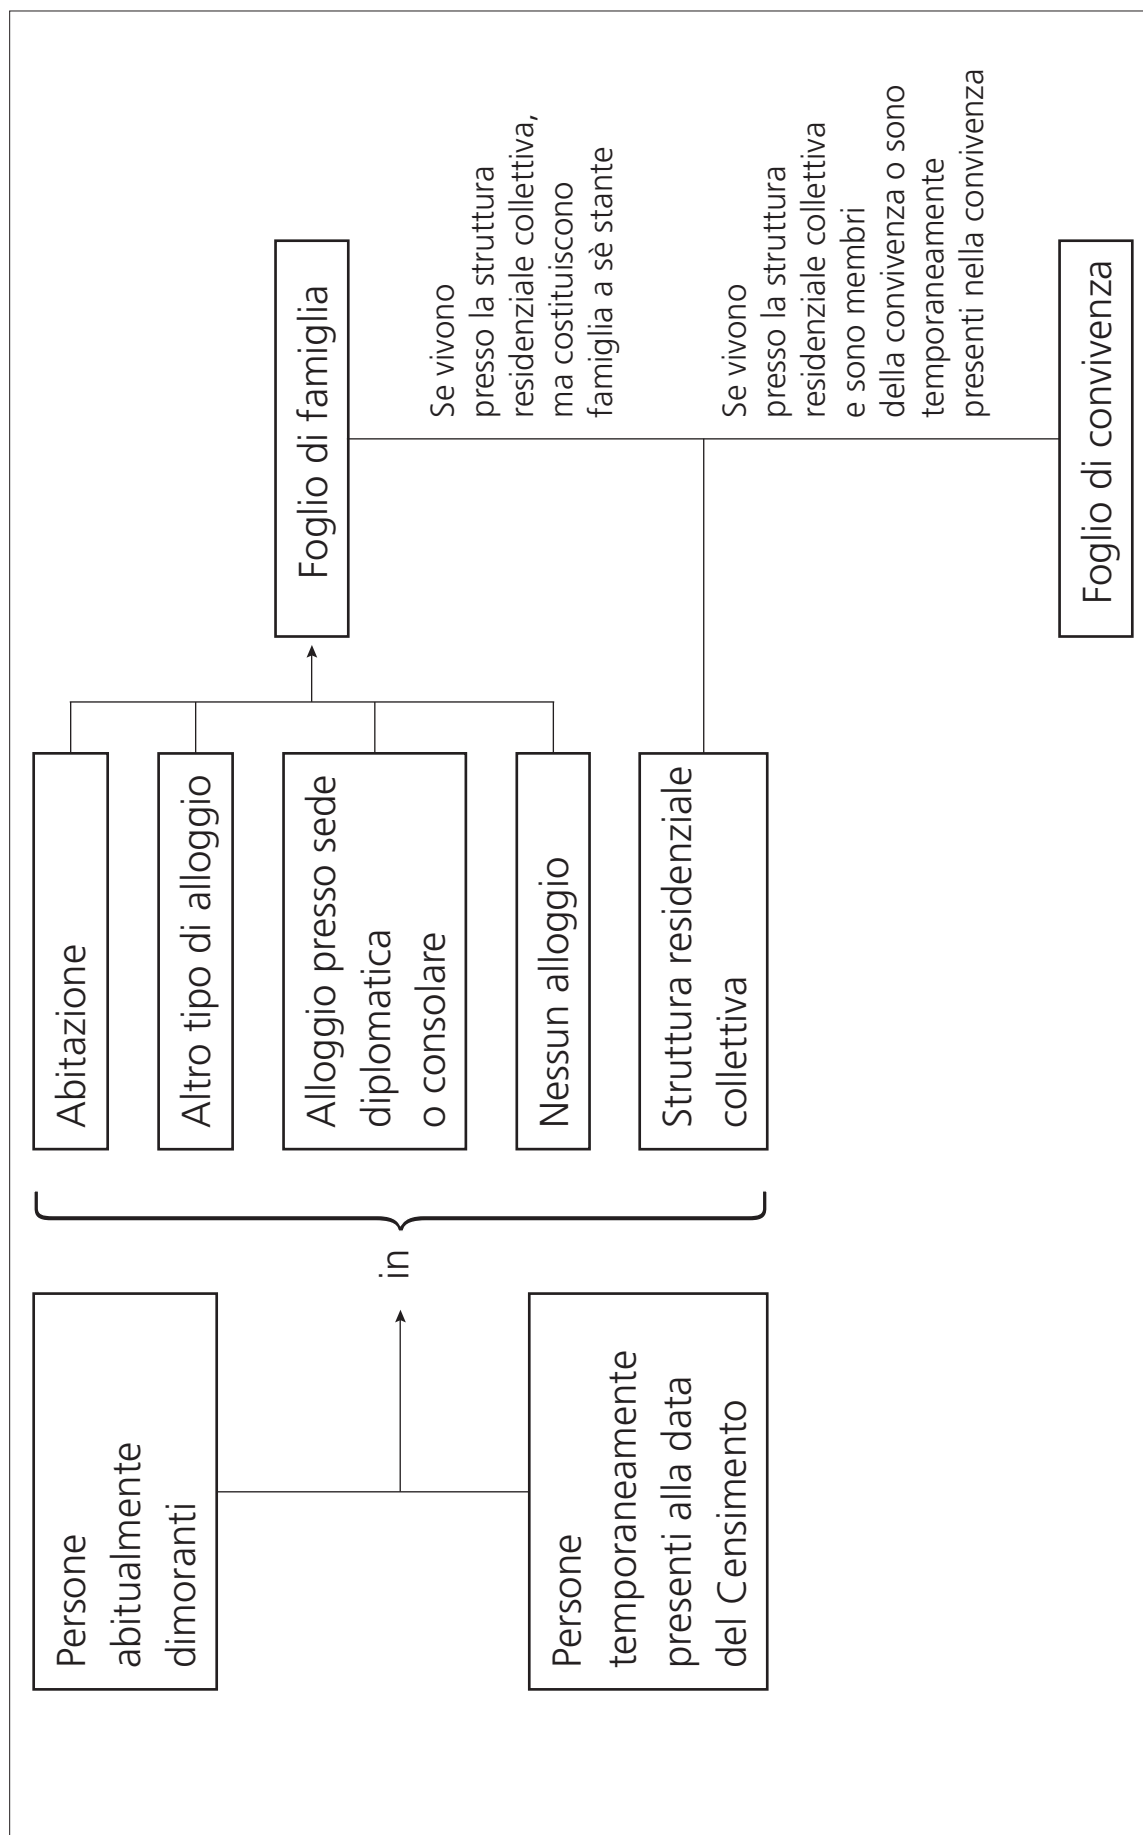 Persone
abitualmente
dimoranti
Persone
temporaneamente
presenti alla data
del Censimento
in
Abitazione
Altro tipo di alloggio
Alloggio presso sede
diplomatica
o consolare
Nessun alloggio
Struttura residenziale
collettiva
Foglio di famiglia
Se vivono
presso la struttura
residenziale collettiva,
ma costituiscono
famiglia a sè stante
Se vivono
presso la struttura
residenziale collettiva
e sono membri
della convivenza o sono
temporaneamente
presenti nella convivenza
Foglio di convivenza